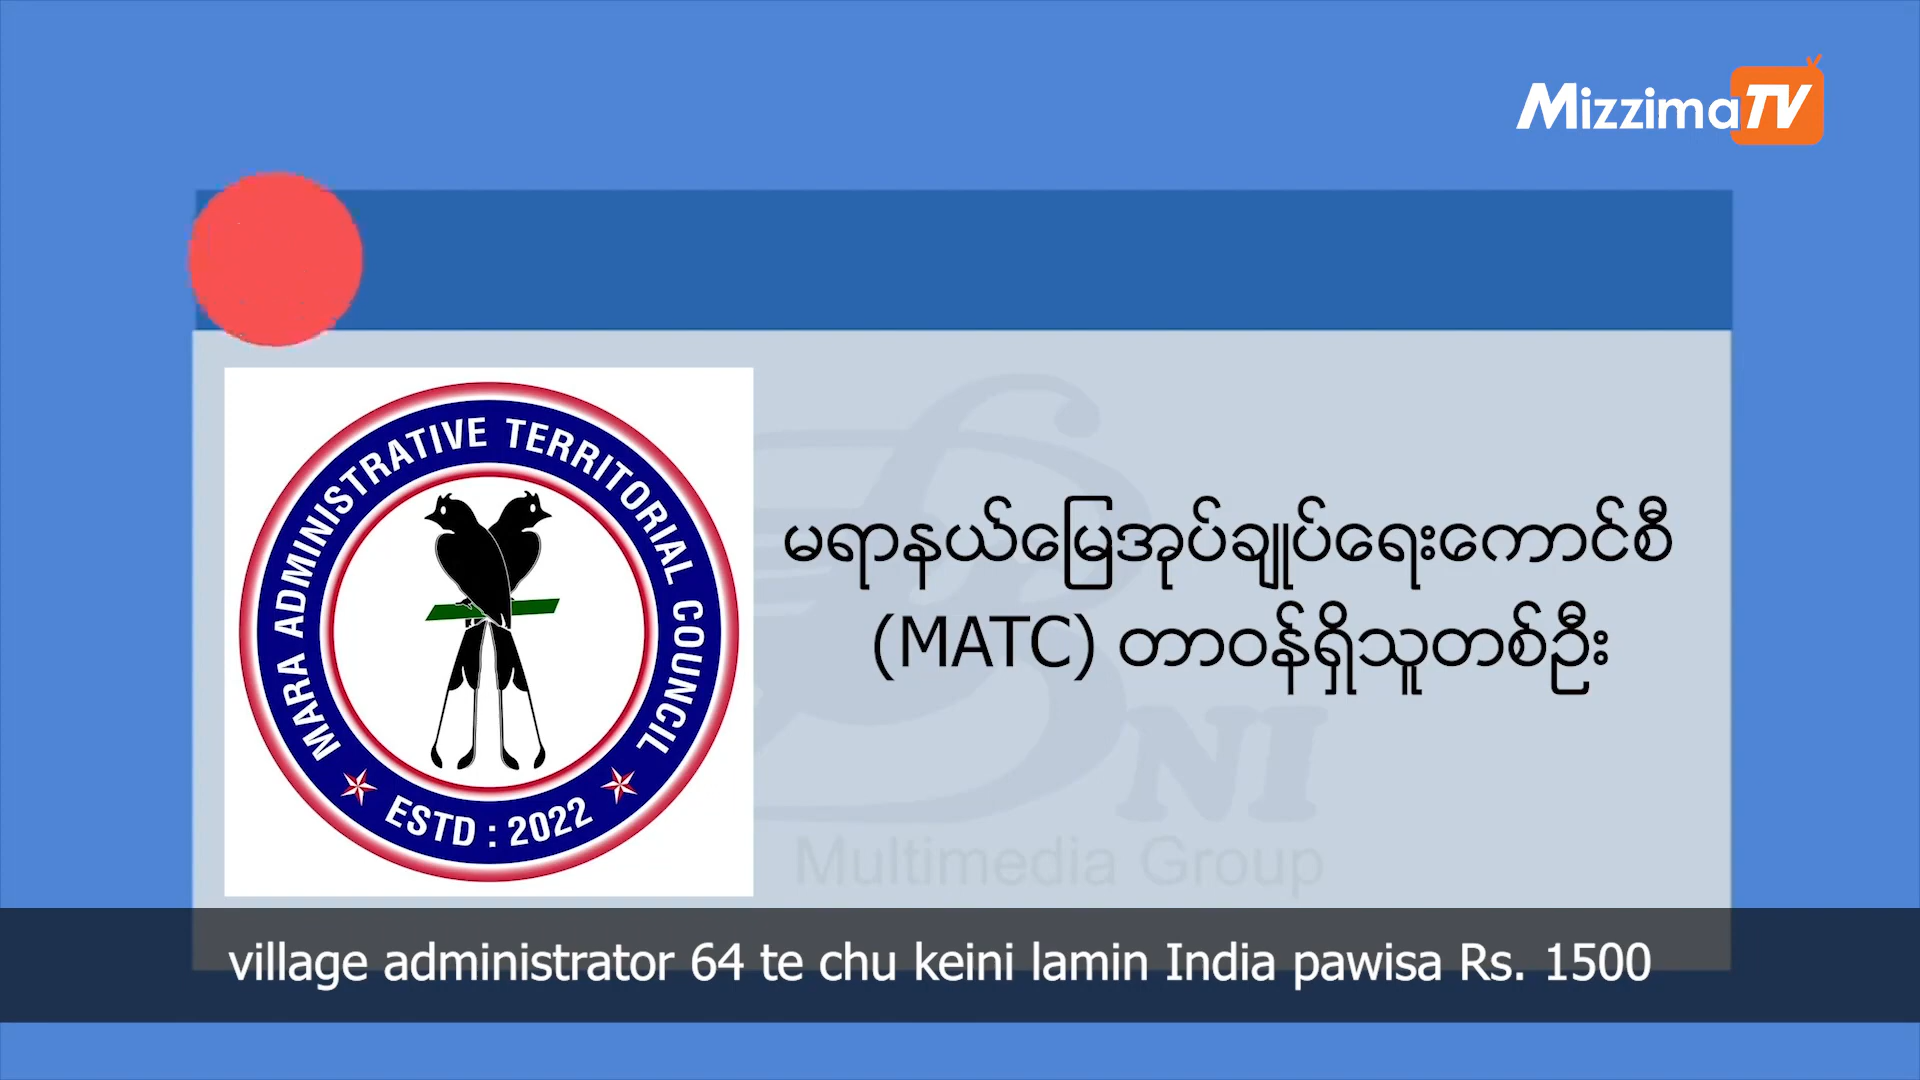 MizzimaTV
MARA ADMINISTRATIVE TERRITORIAL COUNCIL
ESTD : 2022
မရာနယ်မြေအုပ်ချုပ်ရေးကောင်စီ
(MATC) တာဝန်ရှိသူတစ်ဦး
NI
Multimedia Group
village administrator 64 te chu keini lamin India pawisa Rs. 1500